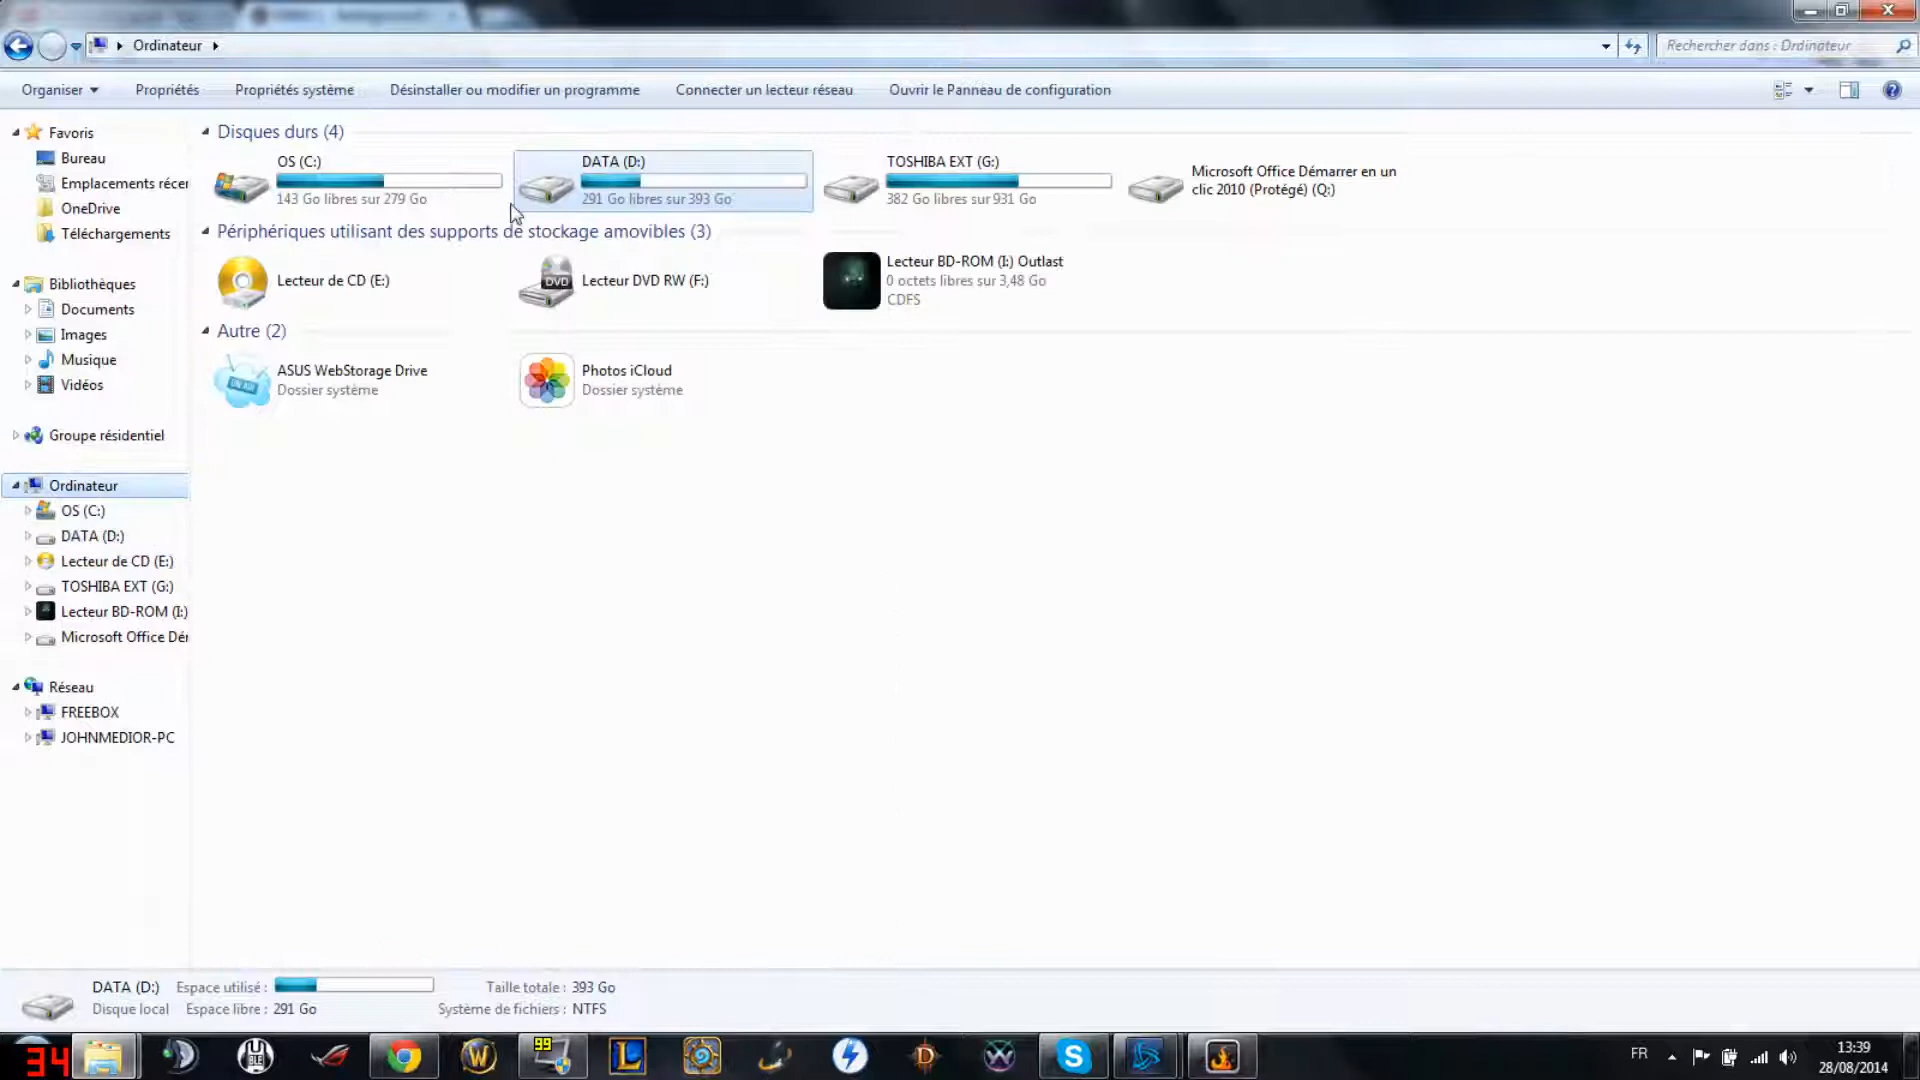 Ordinateur
Rechercher dans : Ordinateur
Organiser
Propriétés
Propriétés système
Désinstaller ou modifier un programme
Connecter un lecteur réseau
Ouvrir le Panneau de configuration
Favoris
Bureau
Emplacements récer
OneDrive
Téléchargements
Bibliothèques
Documents
Images
Musique
Vidéos
Groupe résidentiel
Ordinateur
OS (C:)
DATA (D:)
Lecteur de CD (E:)
TOSHIBA EXT (G:)
Lecteur BD-ROM (I:)
Microsoft Office Dér
Réseau
FREEBOX
JOHNMEDIOR-PC
Disques durs (4)
OS (C:)
143 Go libres sur 279 Go
DATA (D:)
291 Go libres sur 393 Go
TOSHIBA EXT (G:)
382 Go libres sur 931 Go
Microsoft Office Démarrer en un
clic 2010 (Protégé) (Q:)
Périphériques utilisant des supports de stockage amovibles (3)
Lecteur de CD (E:)
DVD
Lecteur DVD RW (F:)
Lecteur BD-ROM (I:) Outlast
0 octets libres sur 3,48 Go
CDFS
Autre (2)
ASUS WebStorage Drive
Dossier système
Photos iCloud
Dossier système
DATA (D:)
Espace utilisé :
Taille totale : 393 Go
Disque local
Espace libre : 291 Go
Système de fichiers : NTFS
34
99
FR
13:39
28/08/2014